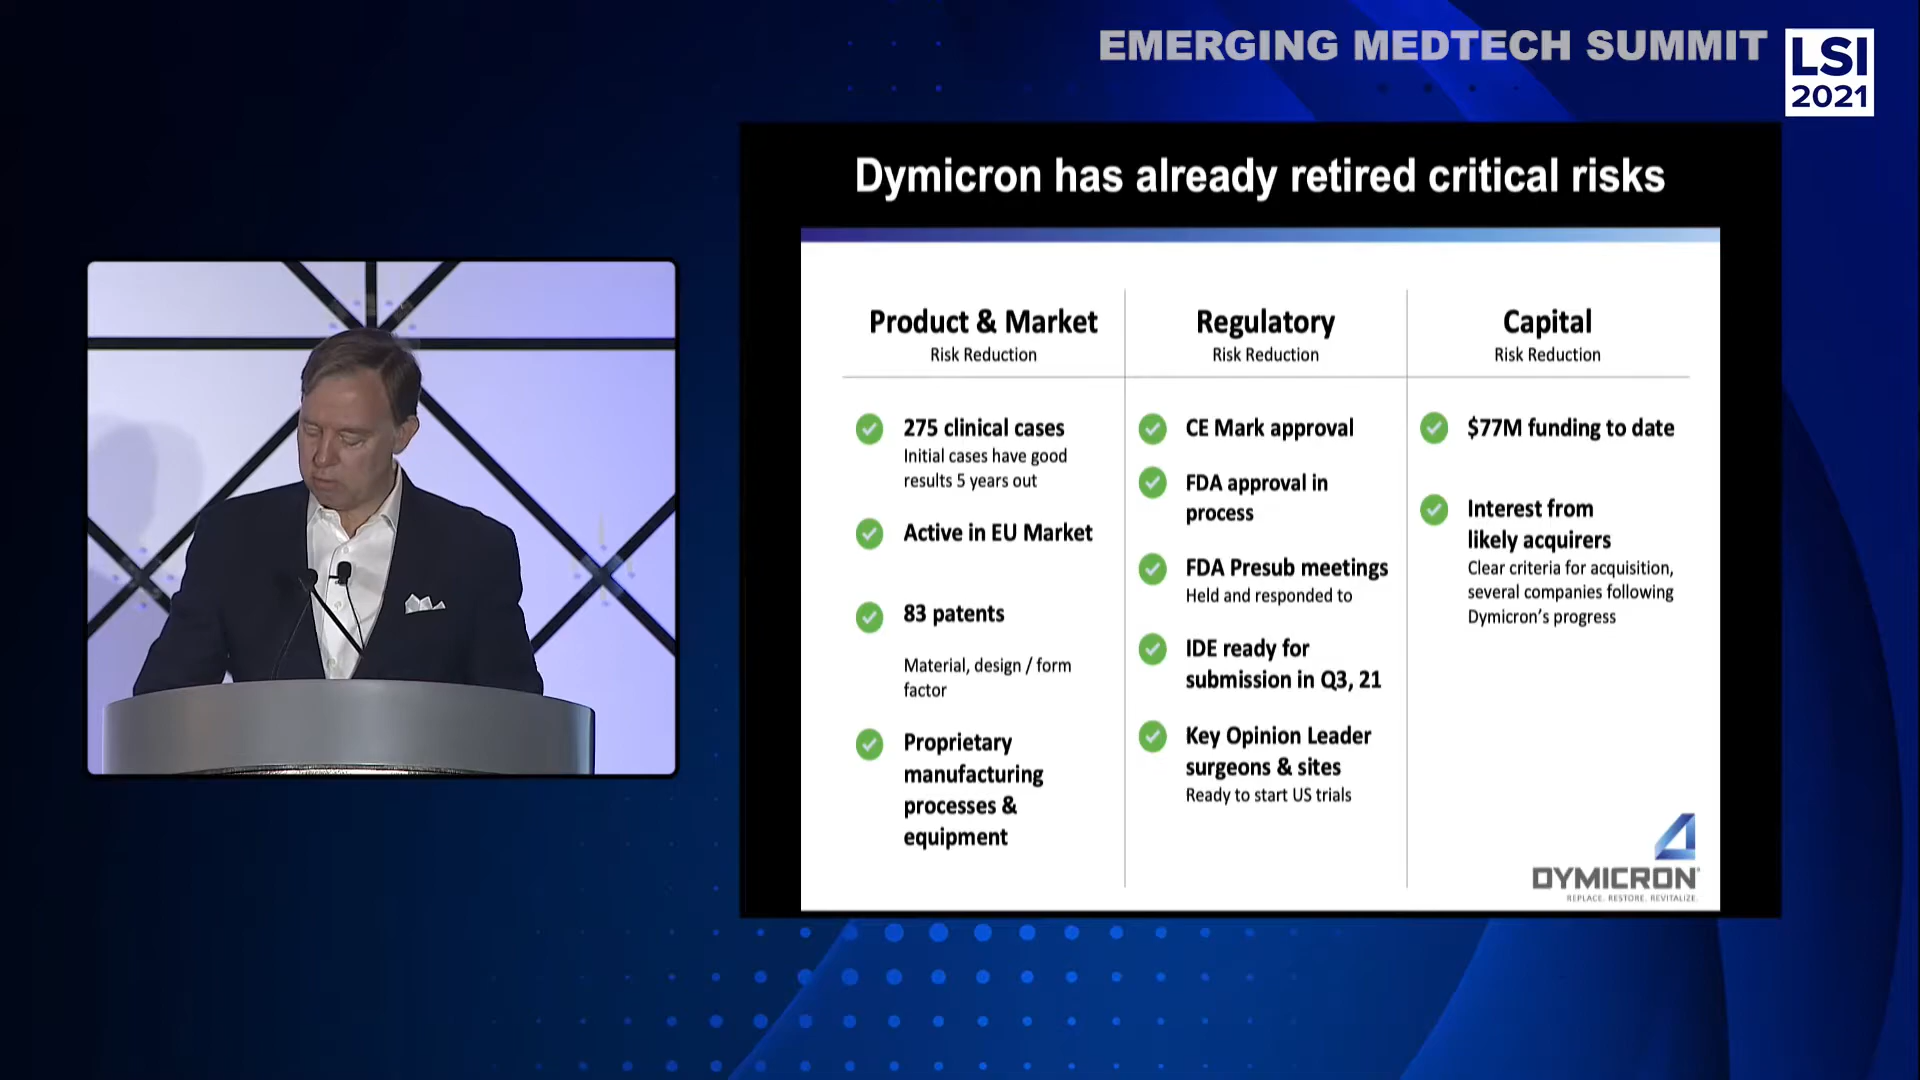 EMERGING MEDTECH SUMMIT
LSI
2021
Dymicron has already retired critical risks
Product & Market
Risk Reduction
275 clinical cases
Initial cases have good
results 5 years out
Active in EU Market
83 patents
Material, design / form
factor
Proprietary
manufacturing
processes &
equipment
Regulatory
Risk Reduction
CE Mark approval
FDA approval in
process
FDA Presub meetings
Held and responded to
IDE ready for
submission in Q3, 21
Key Opinion Leader
surgeons & sites
Ready to start US trials
Capital
Risk Reduction
$77M funding to date
Interest from
likely acquirers
Clear criteria for acquisition,
several companies following
Dymicron's progress
DYMICRON
REPLACE. RESTORE. REVITALIZE.